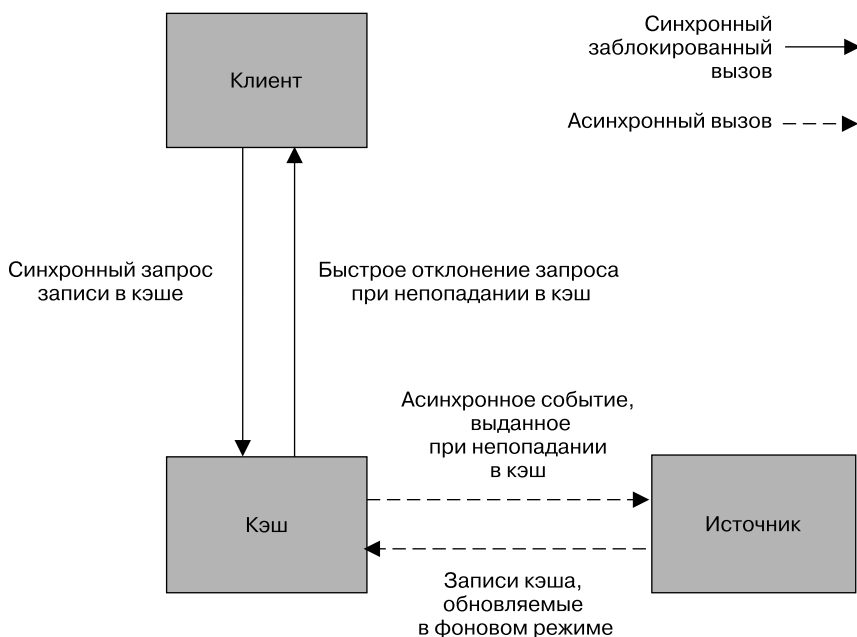 Клиент
Синхронный
заблокированный
вызов
Асинхронный вызов
Синхронный запрос
записи в кэше
Быстрое отклонение запроса
при непопадании в кэш
Асинхронное событие,
выданное
при непопадании
в кэш
Кэш
Источник
Записи кэша,
обновляемые
в фоновом режиме